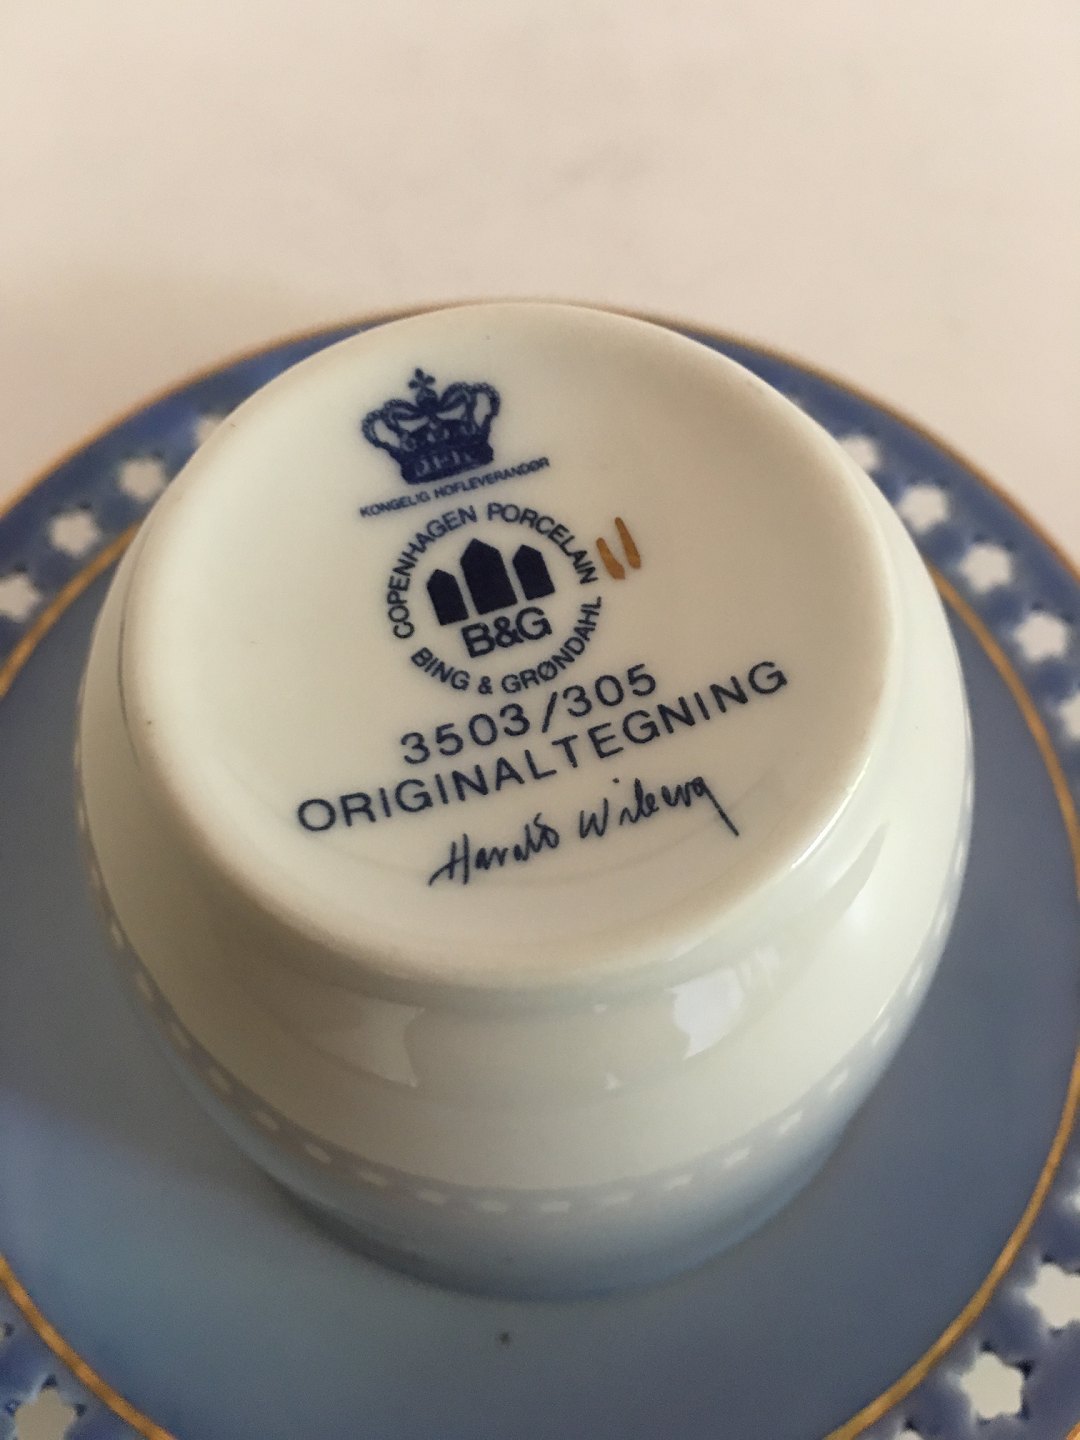 KONGELIG HOFLEVERANDØR
COPENHAGEN PORCELAIN
B&G
BING & GRØNDAHL
3503/305
ORIGINALTEGNING
Harald Wiberg